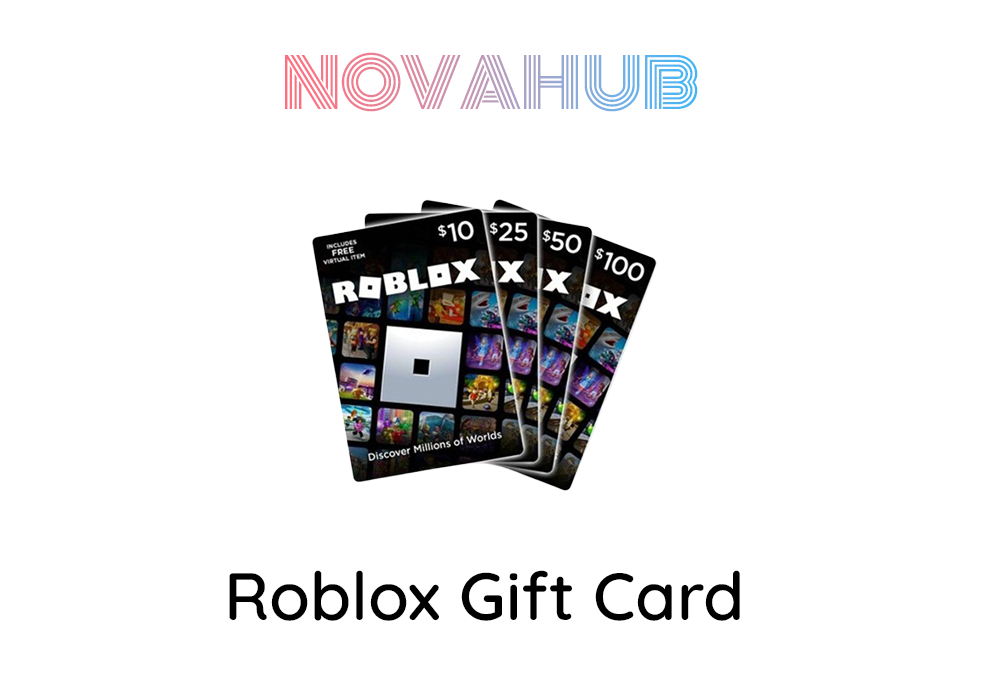 NOVAHUB
INCLUDES
FREE
VIRTUAL ITEM
$10
$25
$50
$100
ROBLOX
Discover Millions of Worlds
Roblox Gift Card